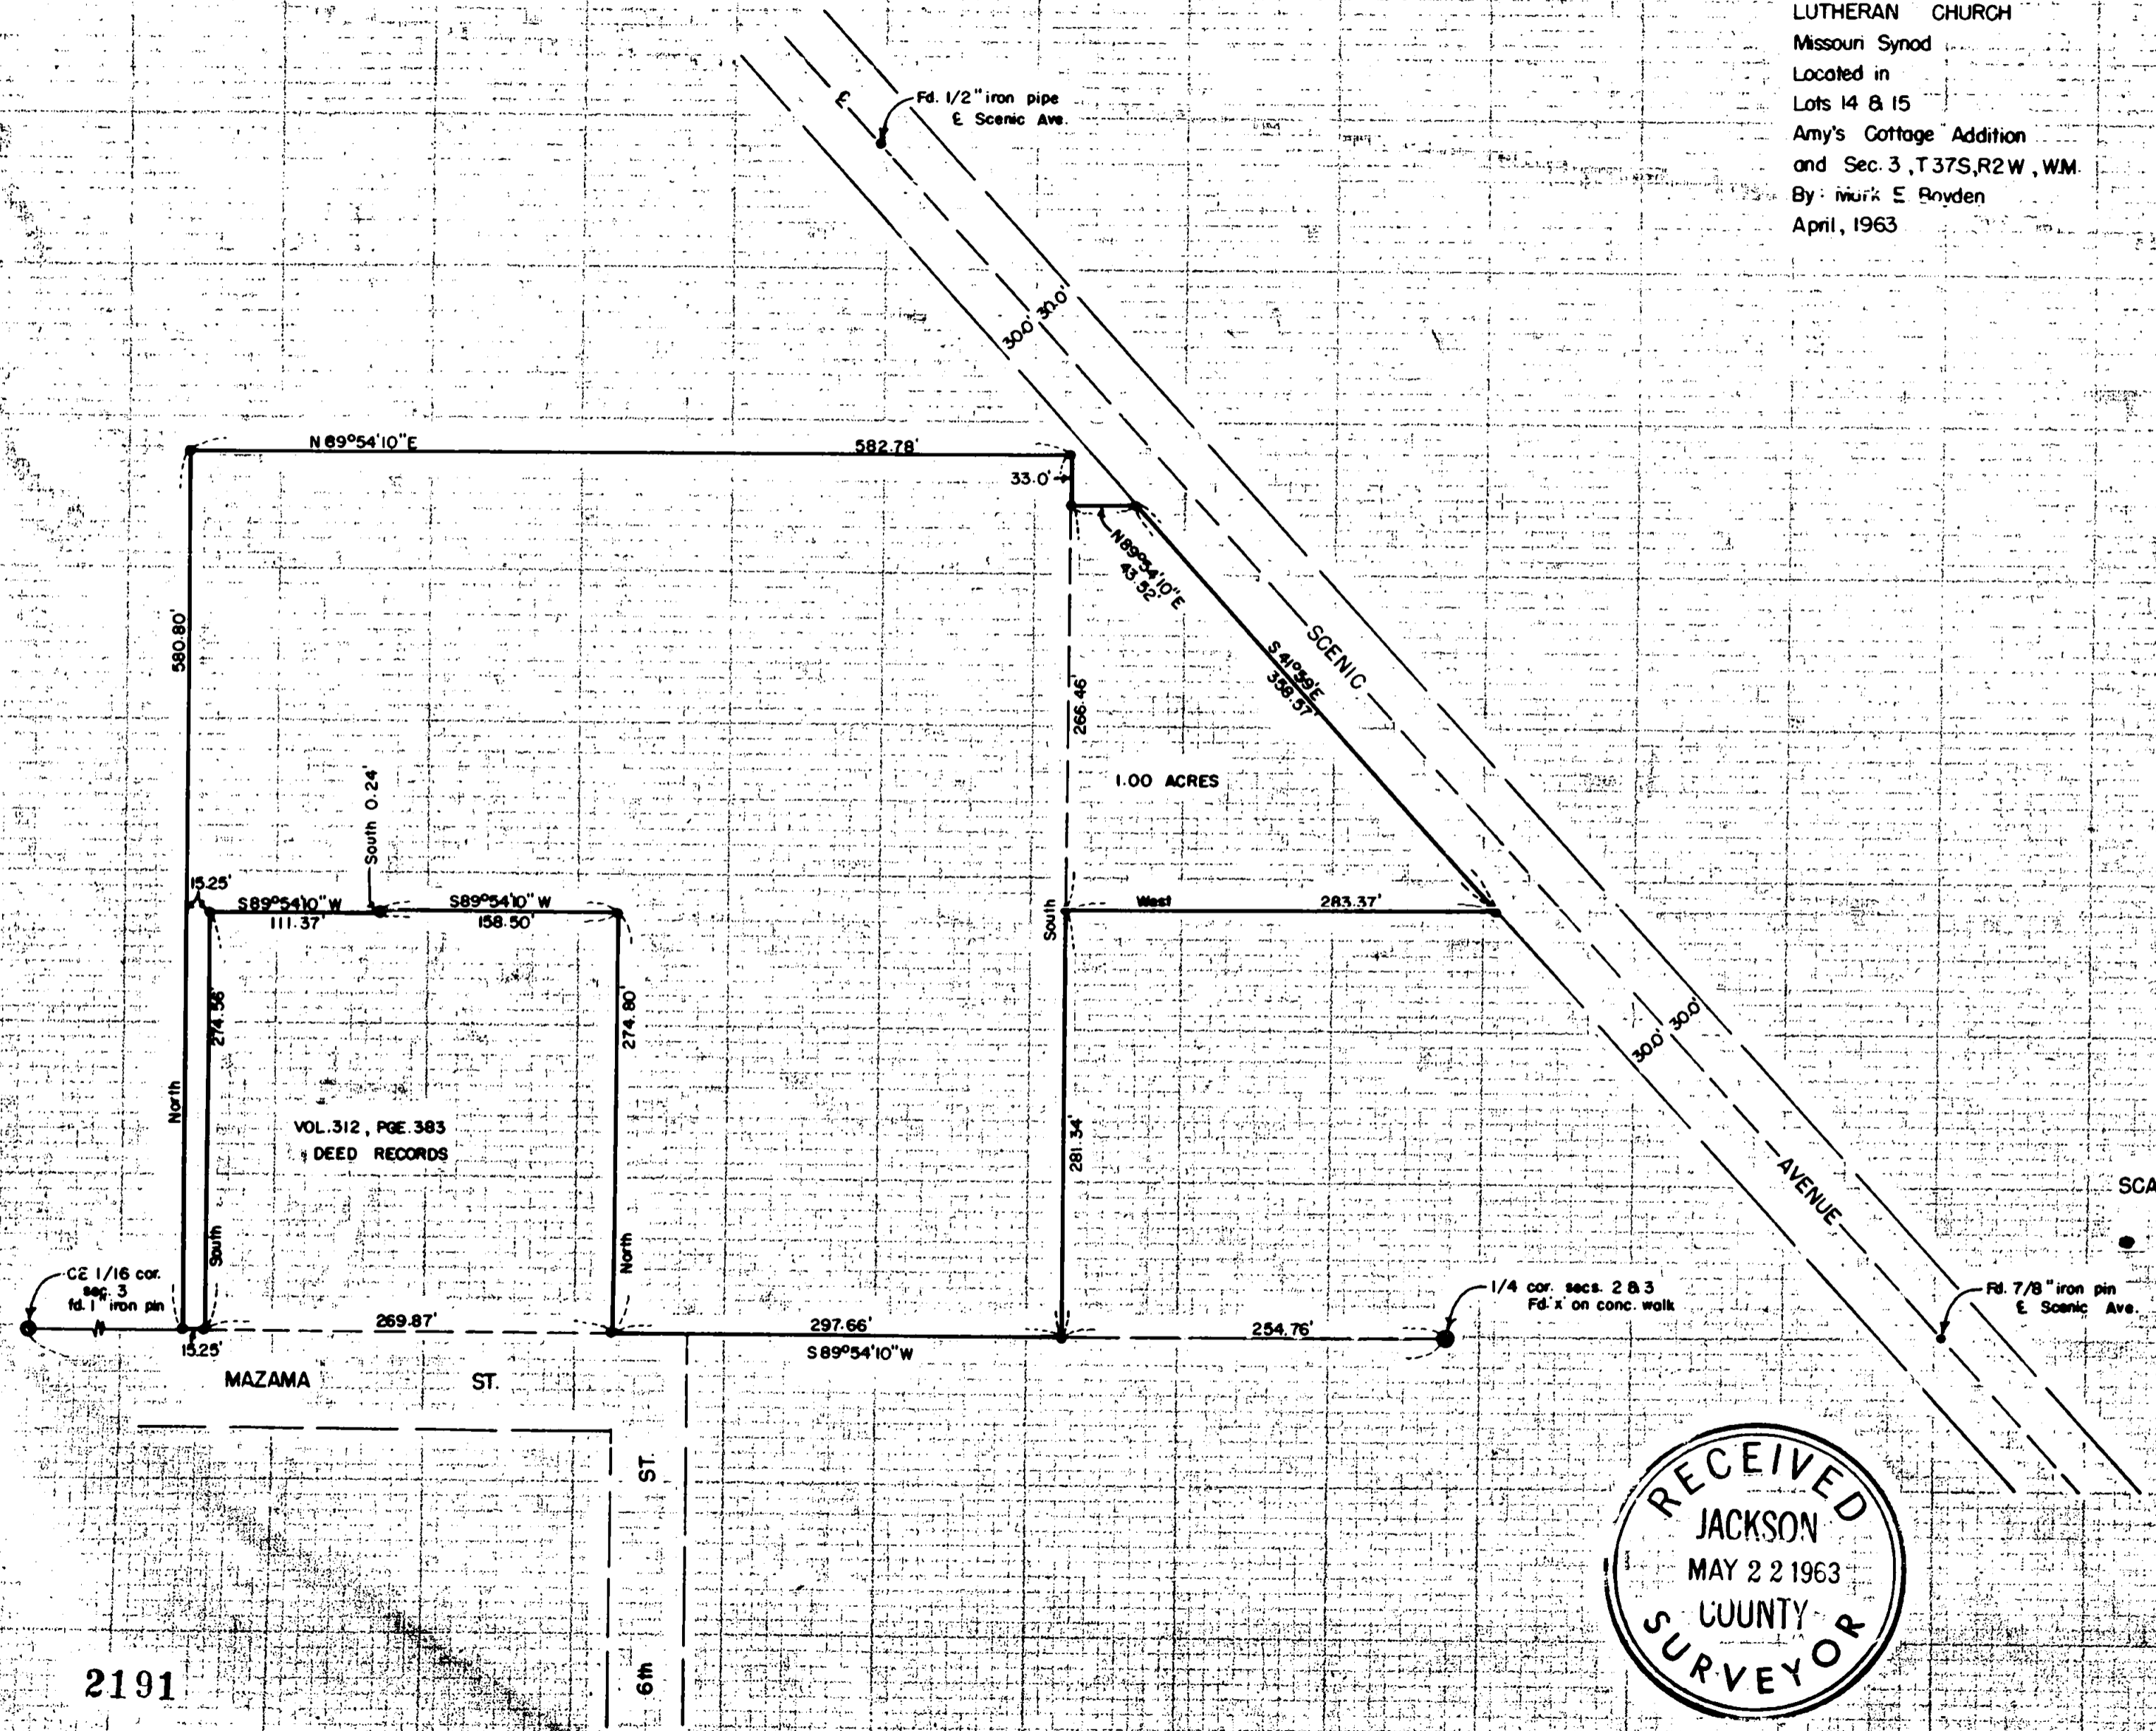 LUTHERAN CHURCH
Missouri Synod
Located in
Lots 14 & 15
Amy's Cottage Addition
and Sec. 3, T37S, R2W, W.M.
By: Mark E. Boyden
April, 1963
℄
Fd. 1/2" iron pipe
℄ Scenic Ave.
30.0' 30.0'
N 89°54'10"E
582.78'
33.0'
N89°54'10"E
43.52'
580.80'
266.46'
S 41°59'E
358.57'
SCENIC
1.00 ACRES
South 0.24'
15.25'
S89°54'10"W
111.37'
S89°54'10"W
158.50'
South
West
283.37'
274.56'
274.80'
30.0' 30.0'
North
VOL.312, PGE.383
DEED RECORDS
281.34'
AVENUE
SCA
South
North
CE 1/16 cor.
sec. 3
fd. 1" iron pin
1/4 cor. secs. 2 & 3
Fd. x on conc. walk
Fd. 7/8" iron pin
℄ Scenic Ave.
15.25'
269.87'
297.66'
254.76'
S89°54'10"W
MAZAMA ST.
6th ST.
RECEIVED
JACKSON
MAY 22 1963
COUNTY
SURVEYOR
2191